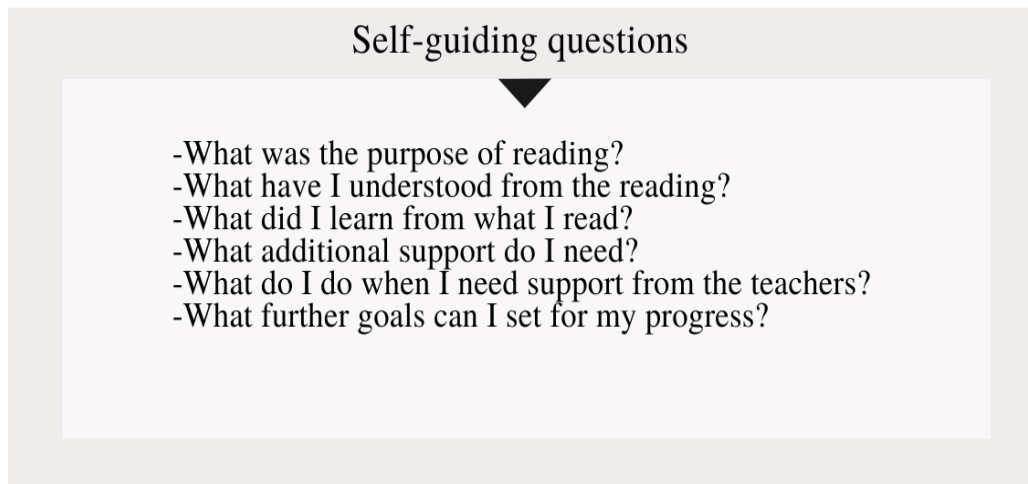 Self-guiding questions
-What was the purpose of reading?
-What have I understood from the reading?
-What did I learn from what I read?
-What additional support do I need?
-What do I do when I need support from the teachers?
-What further goals can I set for my progress?